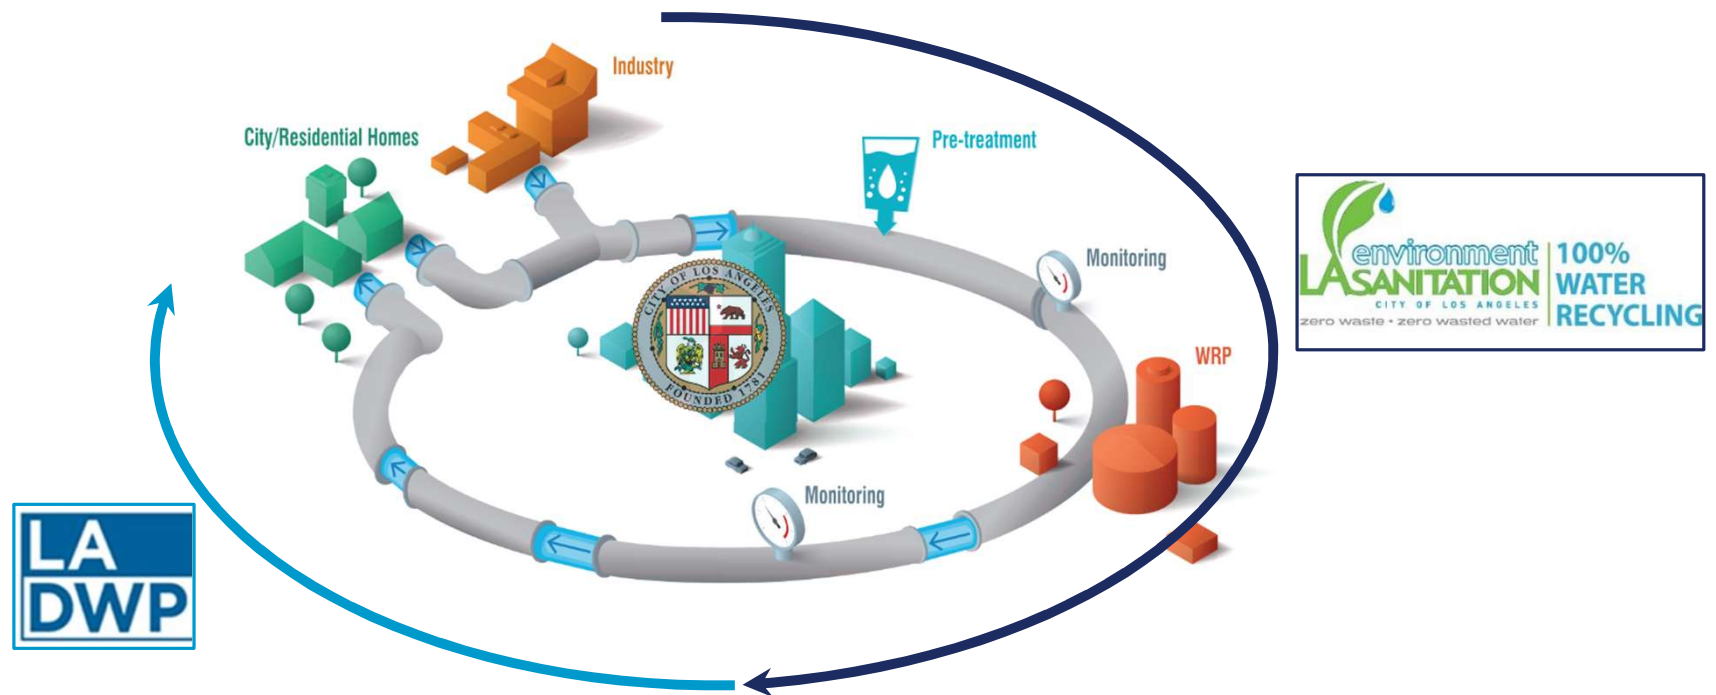 Industry
City/Residential Homes
Pre-treatment
Monitoring
CITY OF LOS ANGELES
FOUNDED 1781
WRP
Monitoring
environment
LASANITATION
CITY OF LOS ANGELES
zero waste • zero wasted water
100%
WATER
RECYCLING
LA
DWP